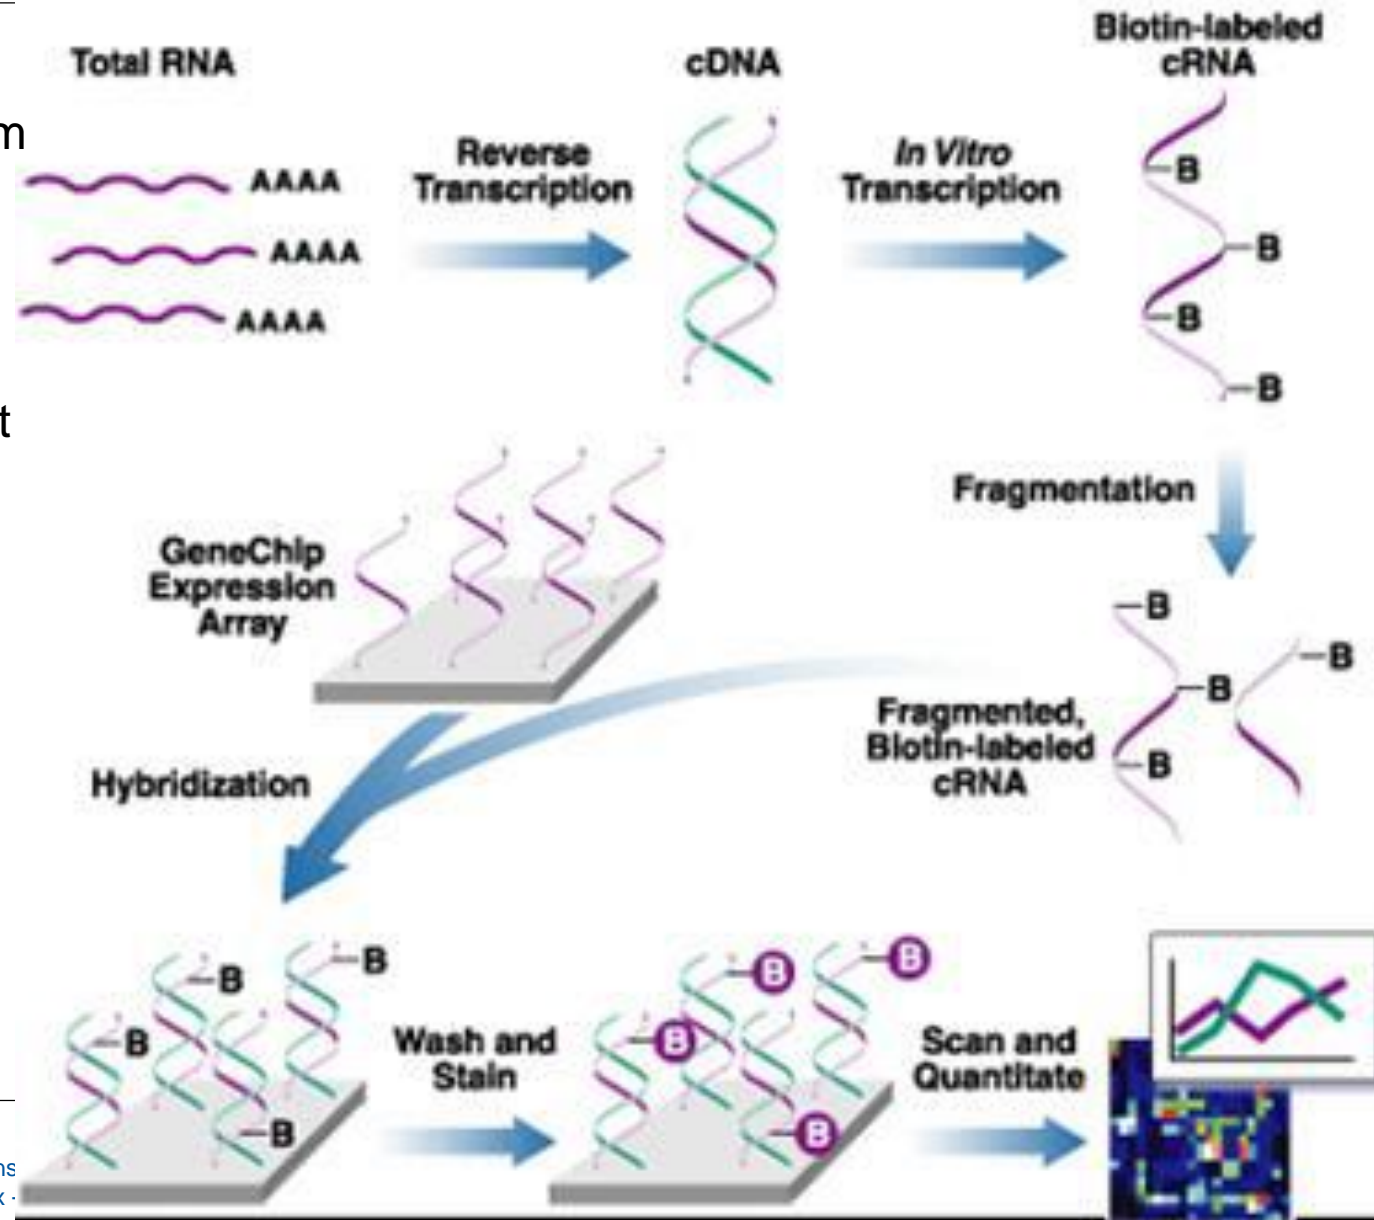 Total RNA
cDNA
Biotin-labeled
cRNA
m
Reverse
Transcription
In Vitro
Transcription
AAAA
AAAA
AAAA
B
B
B
B
t
Fragmentation
GeneChip
Expression
Array
B
B
B
B
Fragmented,
Biotin-labeled
cRNA
Hybridization
B
B
B
B
Wash and
Stain
B
B
B
B
Scan and
Quantitate
ns
x -